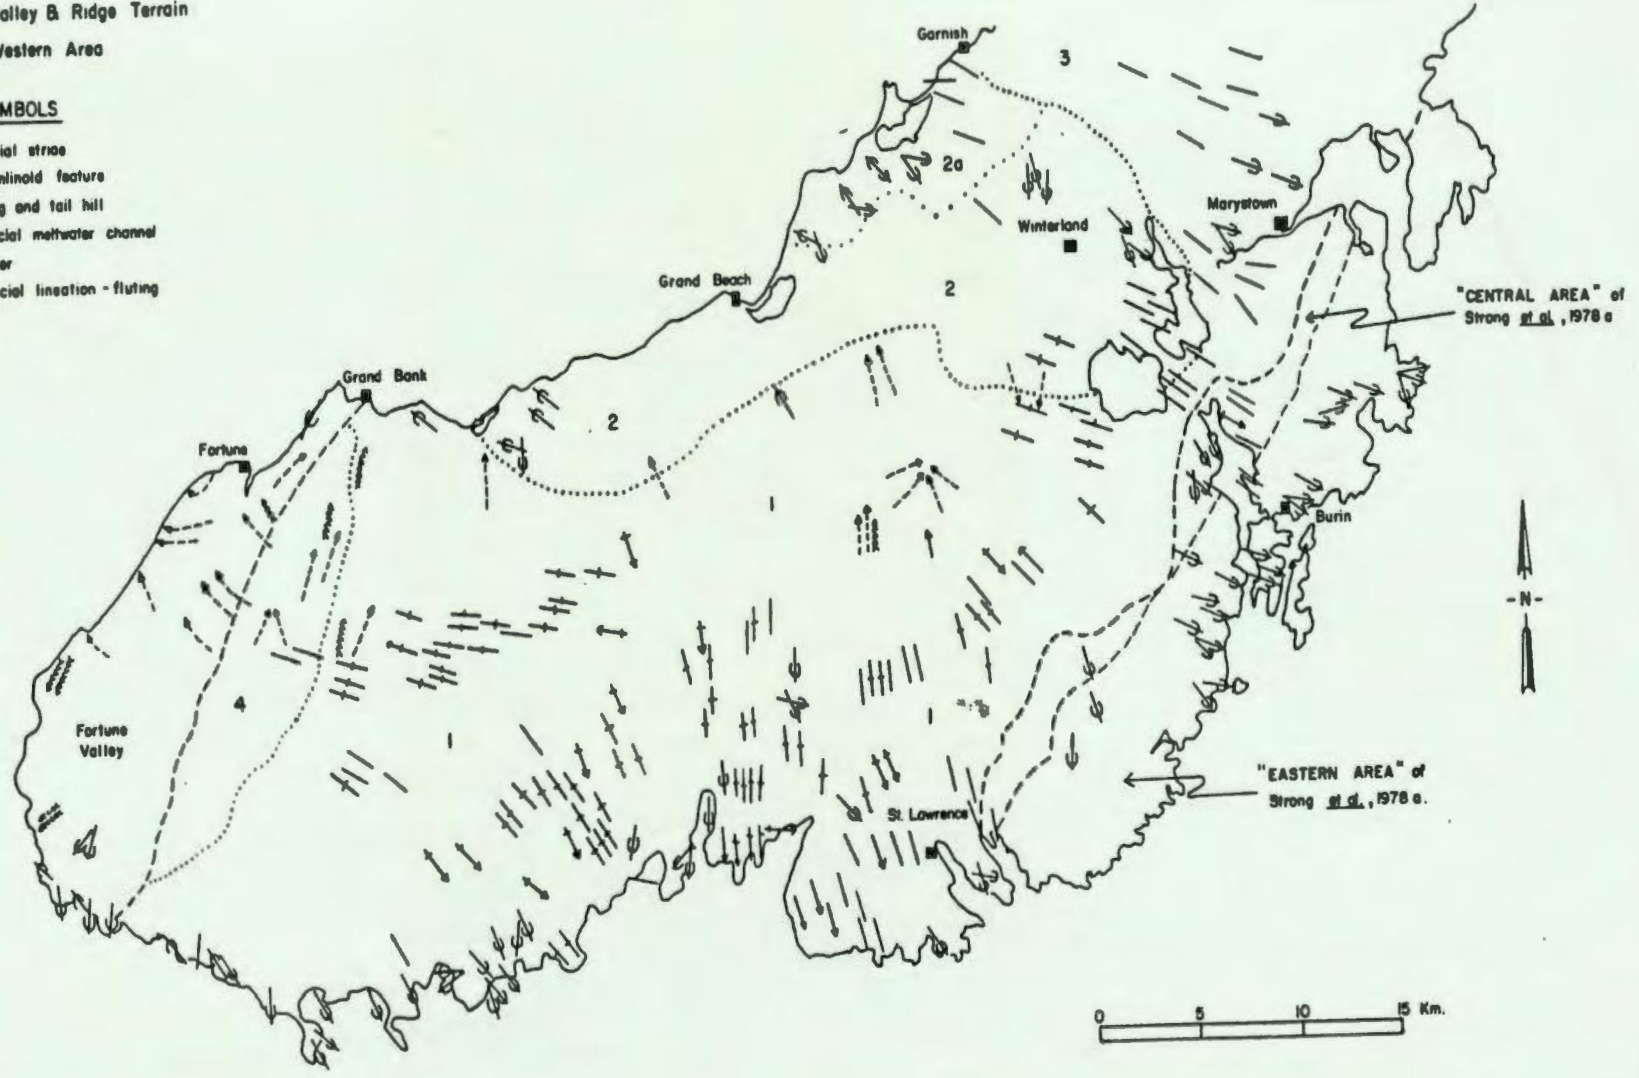 alley & Ridge Terrain
Western Area
MBOLS
ial striae
nlinoid feature
g and tail hill
cial meltwater channel
er
cial lineation - fluting
Garnish
3
2a
Marystown
Winterland
Grand Beach
2
"CENTRAL AREA" of
Strong et al., 1978 a
Grand Bank
2
Fortune
1
Burin
- N -
4
1
1
Fortune
Valley
"EASTERN AREA" of
Strong et al., 1978 a.
St. Lawrence
0 5 10 15 Km.